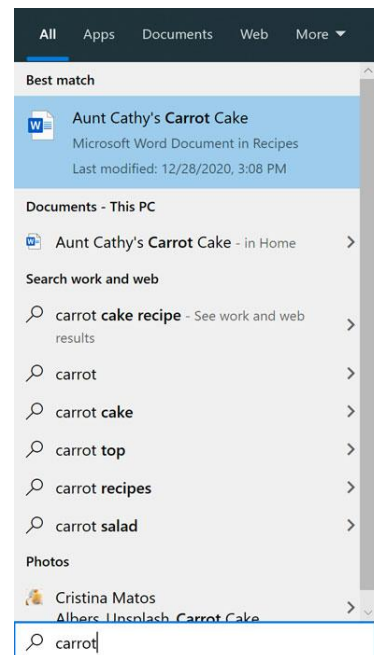 All Apps Documents Web More
Best match
Aunt Cathy's Carrot Cake
Microsoft Word Document in Recipes
Last modified: 12/28/2020, 3:08 PM
Documents - This PC
Aunt Cathy's Carrot Cake - in Home
Search work and web
carrot cake recipe - See work and web
results
carrot
carrot cake
carrot top
carrot recipes
carrot salad
Photos
Cristina Matos
Albers Unsplash Carrot Cake
carrot